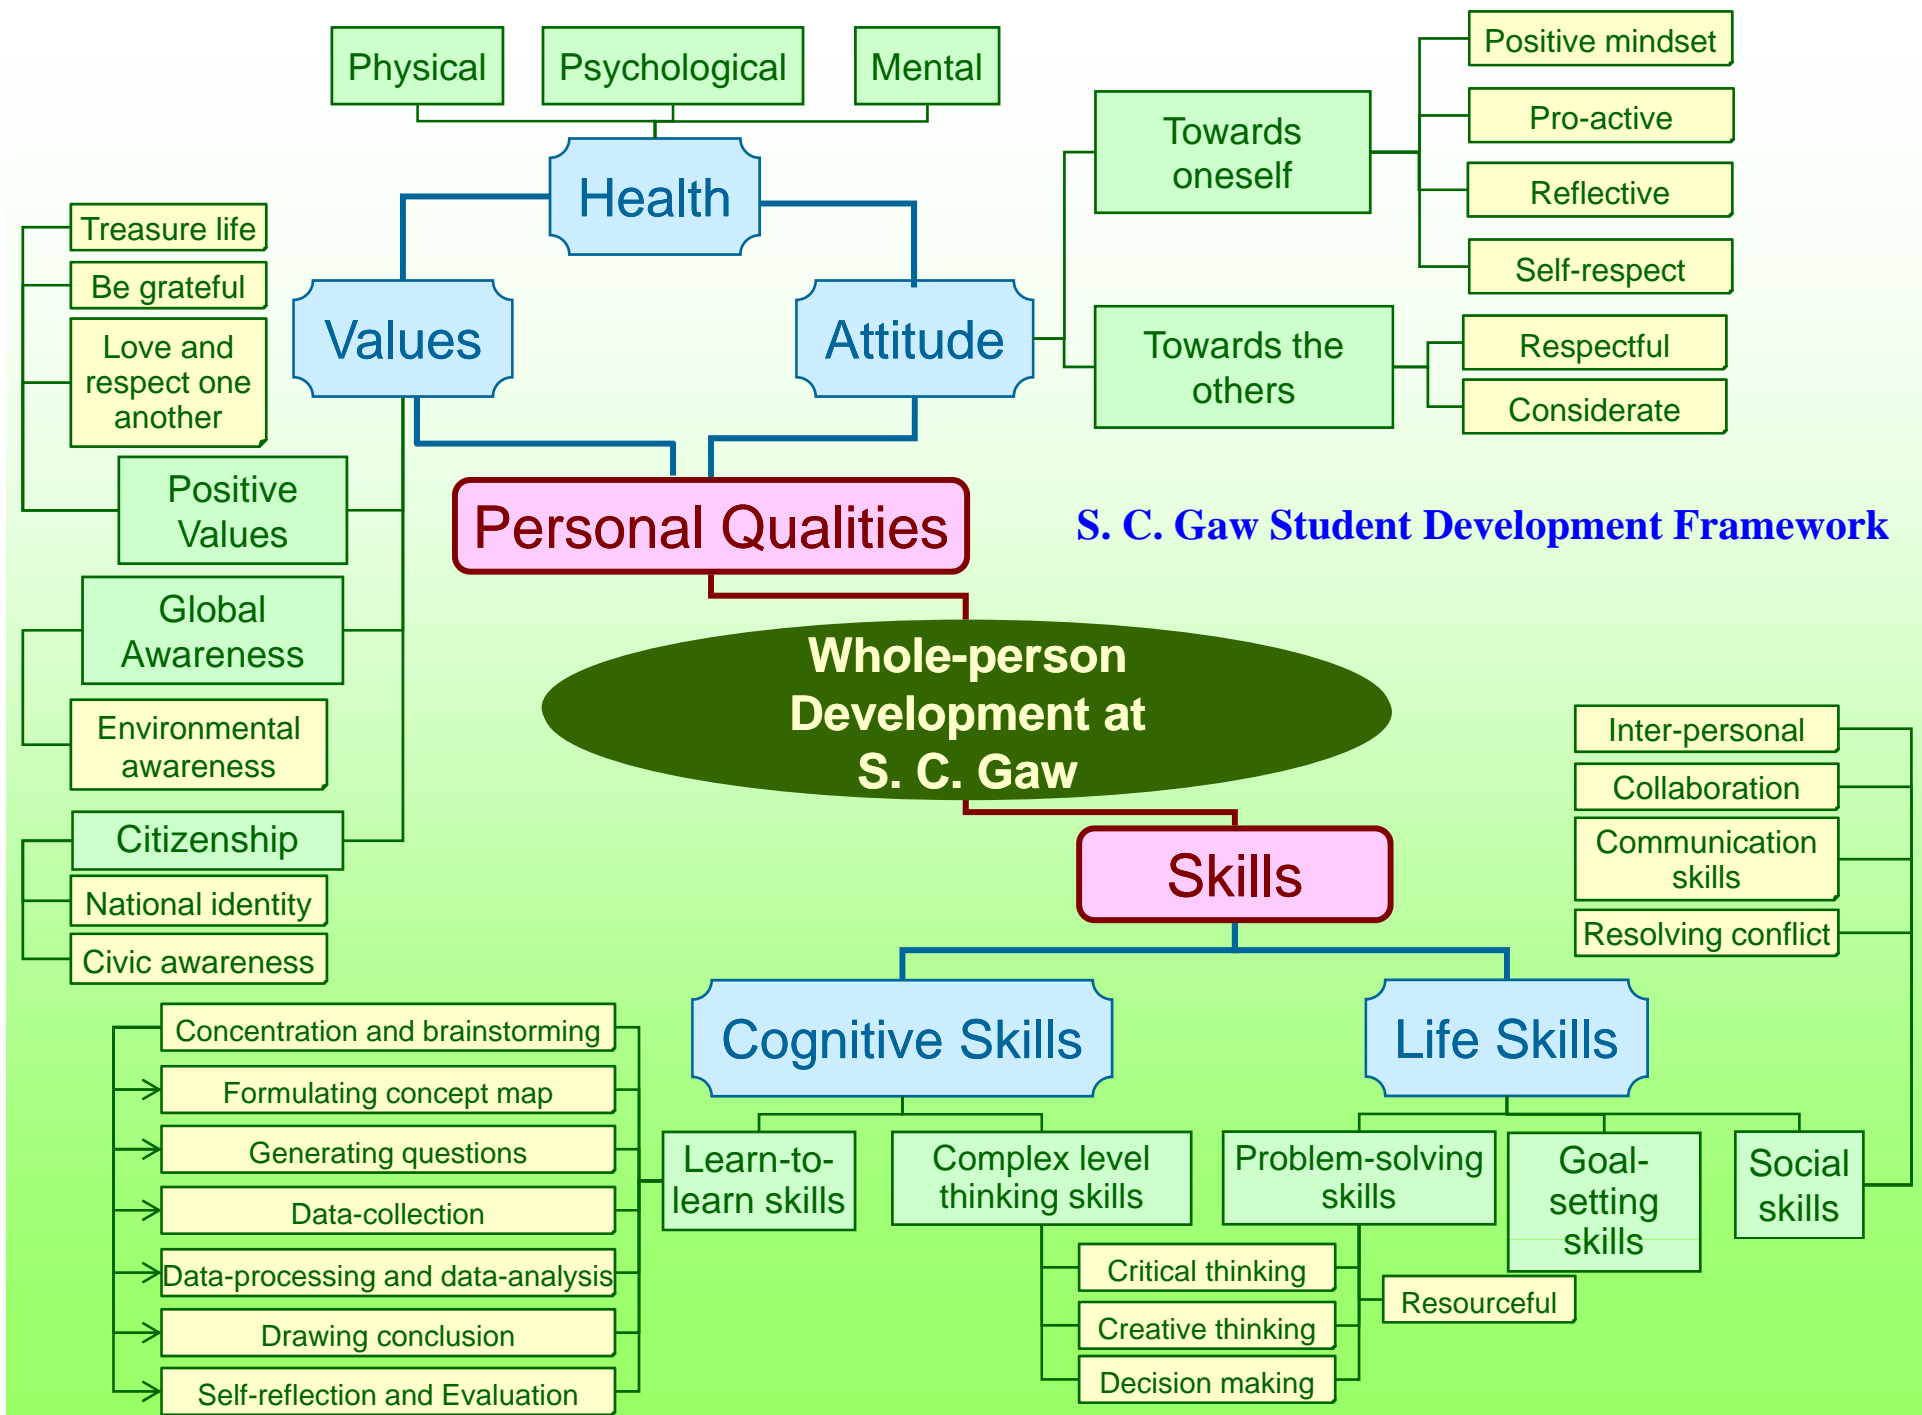 Physical
Psychological
Mental
Health
Values
Attitude
Towards
oneself
Positive mindset
Pro-active
Reflective
Self-respect
Towards the
others
Respectful
Considerate
Treasure life
Be grateful
Love and
respect one
another
Positive
Values
Global
Awareness
Environmental
awareness
Citizenship
National identity
Civic awareness
Personal Qualities
S. C. Gaw Student Development Framework
Whole-person
Development at
S. C. Gaw
Skills
Inter-personal
Collaboration
Communication
skills
Resolving conflict
Cognitive Skills
Life Skills
Concentration and brainstorming
Formulating concept map
Generating questions
Data-collection
Data-processing and data-analysis
Drawing conclusion
Self-reflection and Evaluation
Learn-to-
learn skills
Complex level
thinking skills
Problem-solving
skills
Goal-
setting
skills
Social
skills
Critical thinking
Creative thinking
Decision making
Resourceful